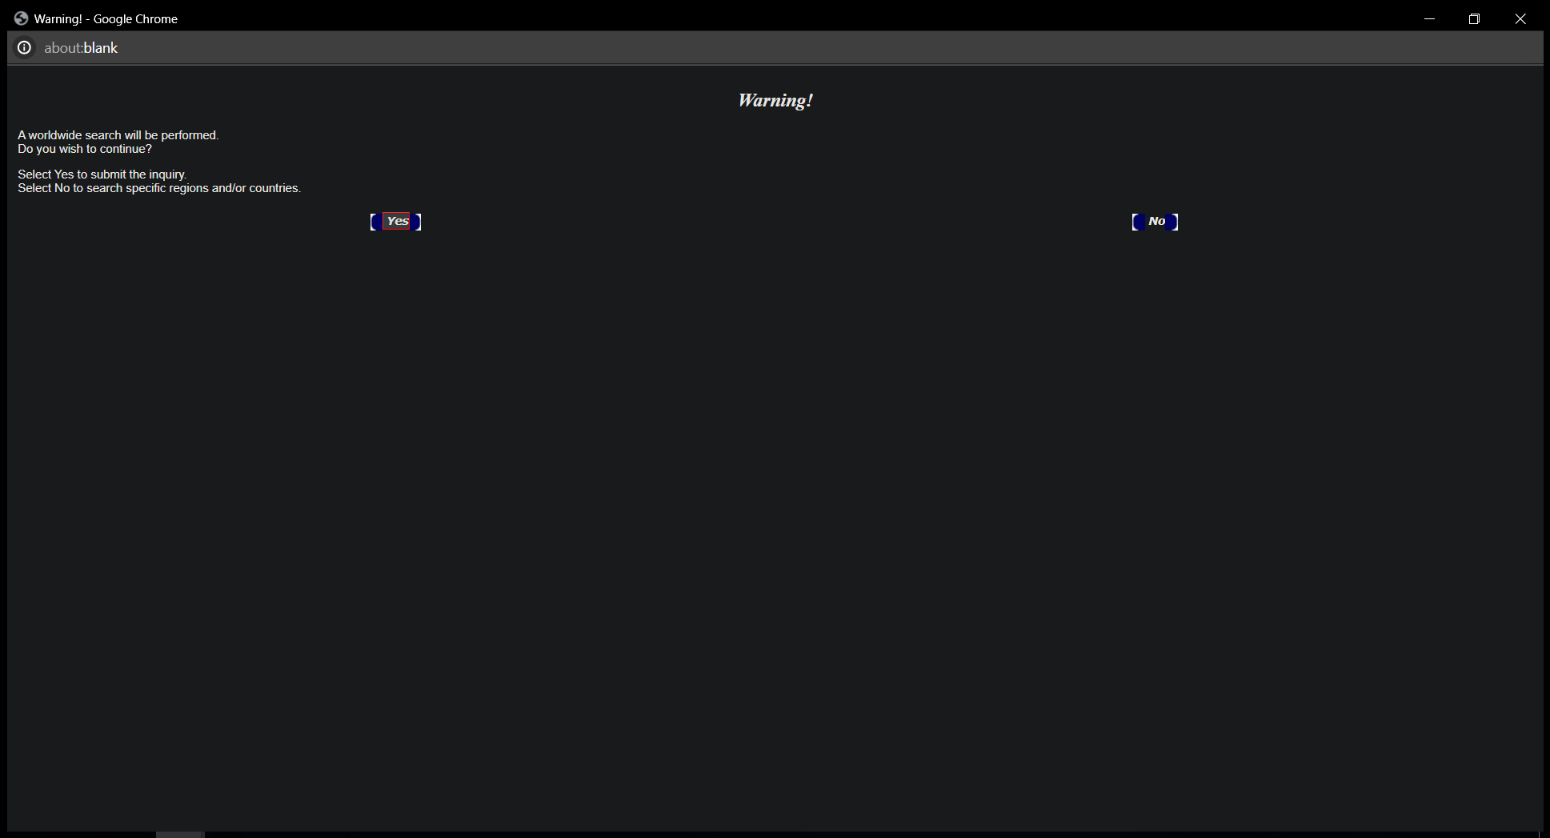 Warning! - Google Chrome
about:blank
Warning!
A worldwide search will be performed.
Do you wish to continue?
Select Yes to submit the inquiry.
Select No to search specific regions and/or countries.
Yes No